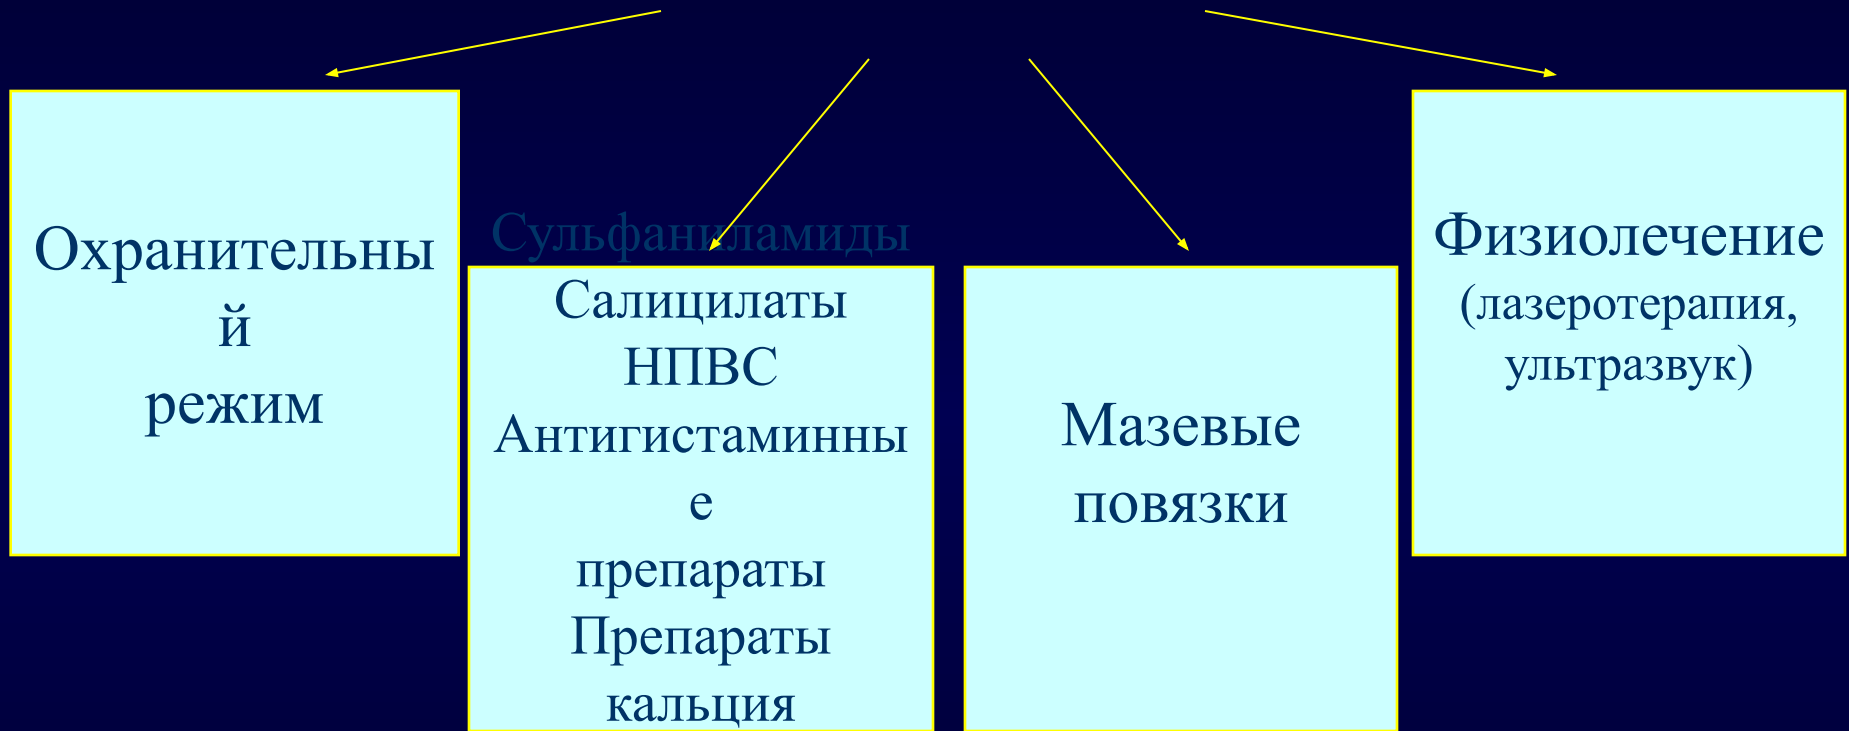 Охранительны
й
режим
Сульфаниламиды
Салицилаты
НПВС
Антигистаминны
е
препараты
Препараты
кальция
Мазевые
повязки
Физиолечение
(лазеротерапия,
ультразвук)